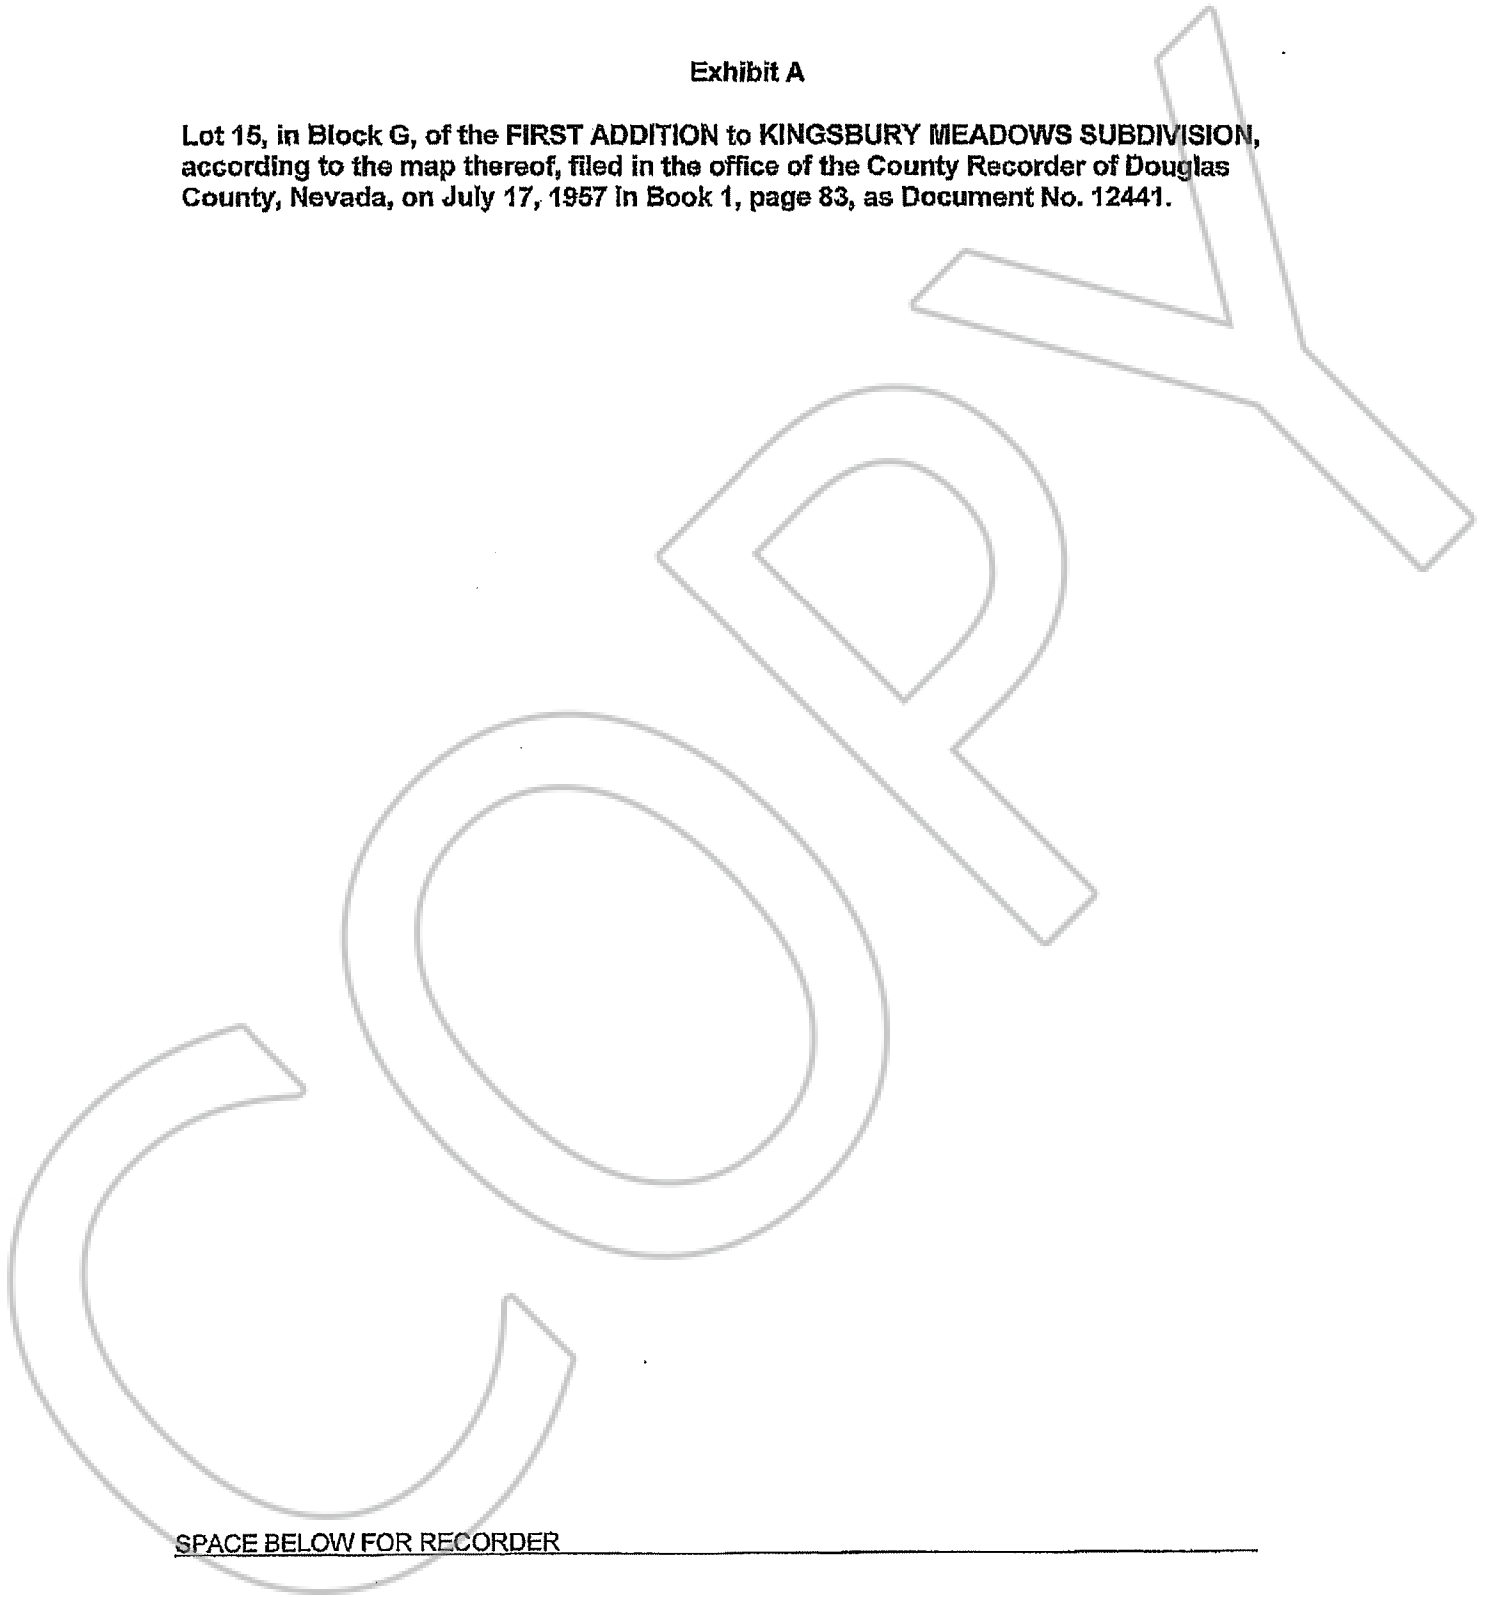 Exhibit A
Lot 15, in Block G, of the FIRST ADDITION to KINGSBURY MEADOWS SUBDIVISION,
according to the map thereof, filed in the office of the County Recorder of Douglas
County, Nevada, on July 17, 1957 in Book 1, page 83, as Document No. 12441.
COPY
SPACE BELOW FOR RECORDER